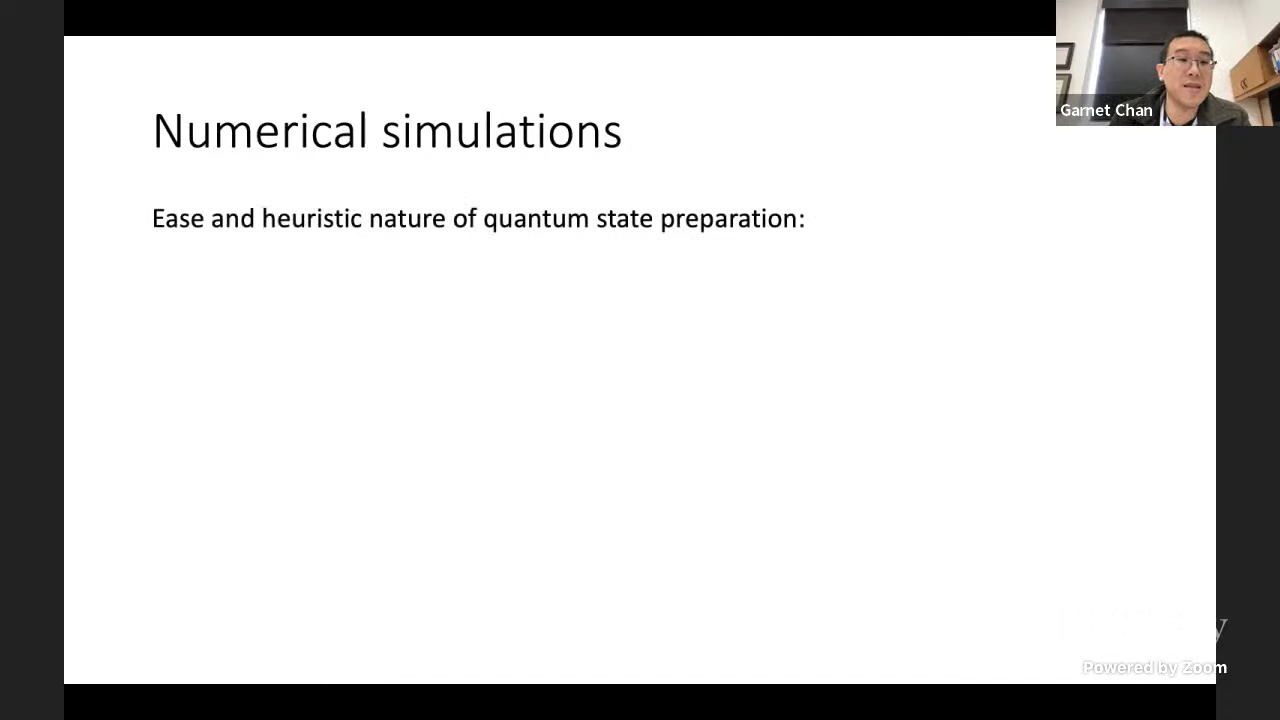 Garnet Chan
Numerical simulations
Ease and heuristic nature of quantum state preparation:
Powered by Zoom